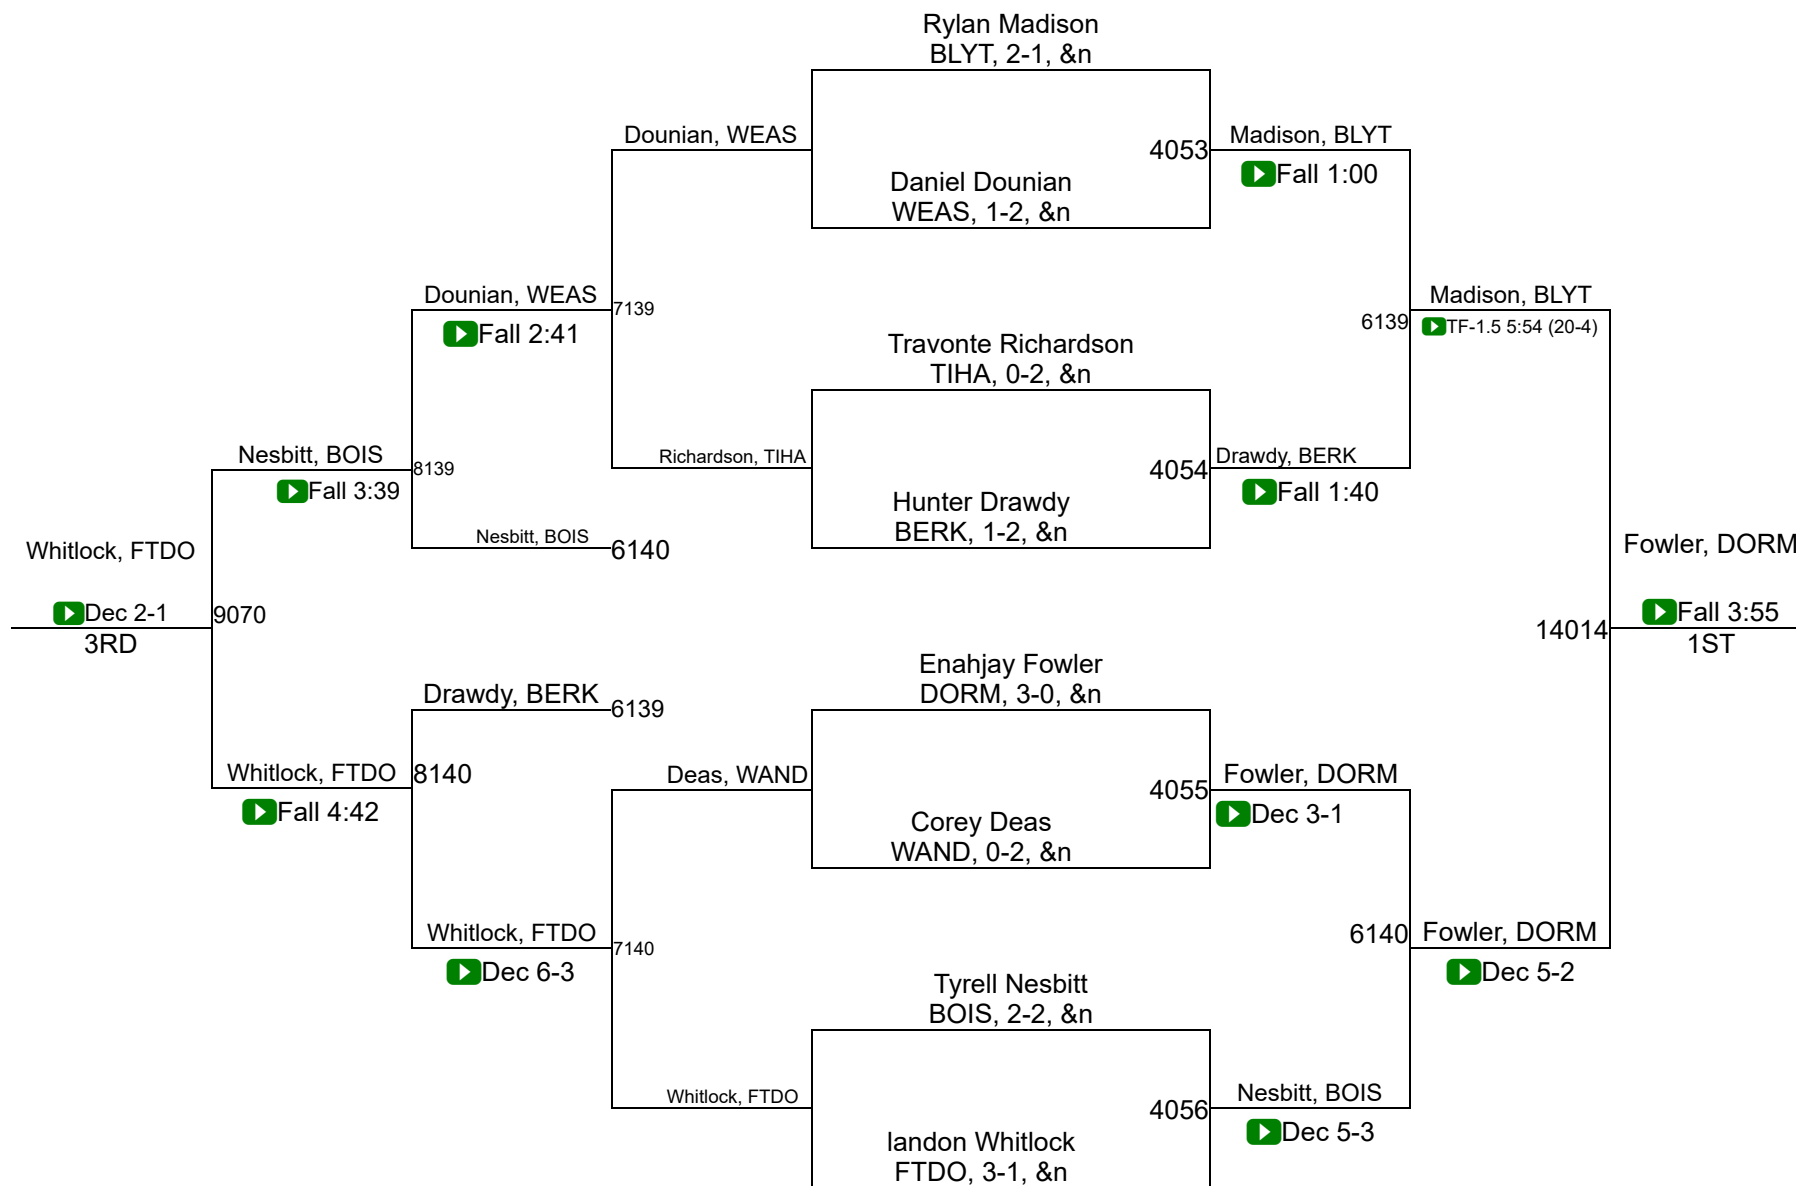 Rylan Madison
BLYT, 2-1, &n
Dounian, WEAS
4053
Madison, BLYT
Fall 1:00
Daniel Dounian
WEAS, 1-2, &n
Dounian, WEAS
7139
Fall 2:41
Madison, BLYT
6139
TF-1.5 5:54 (20-4)
Travonte Richardson
TIHA, 0-2, &n
Nesbitt, BOIS
8139
Fall 3:39
Richardson, TIHA
4054
Drawdy, BERK
Fall 1:40
Hunter Drawdy
BERK, 1-2, &n
Nesbitt, BOIS
6140
Whitlock, FTDO
Fowler, DORM
Dec 2-1
9070
3RD
14014
Fall 3:55
1ST
Enahjay Fowler
DORM, 3-0, &n
Drawdy, BERK
6139
Whitlock, FTDO
8140
Fall 4:42
Deas, WAND
4055
Fowler, DORM
Dec 3-1
Corey Deas
WAND, 0-2, &n
Whitlock, FTDO
7140
Dec 6-3
6140
Fowler, DORM
Dec 5-2
Tyrell Nesbitt
BOIS, 2-2, &n
Whitlock, FTDO
4056
Nesbitt, BOIS
Dec 5-3
landon Whitlock
FTDO, 3-1, &n